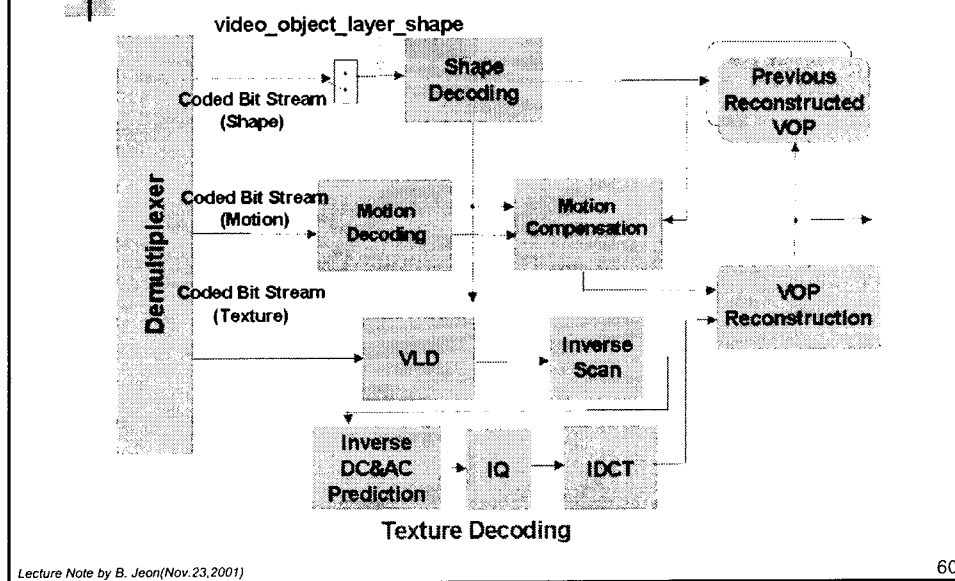 video_object_layer_shape
Shape
Decoding
Previous
Reconstructed
VOP
Coded Bit Stream
(Shape)
Demultiplexer
Coded Bit Stream
(Motion)
Motion
Decoding
Motion
Compensation
Coded Bit Stream
(Texture)
VOP
Reconstruction
VLD
Inverse
Scan
Inverse
DC&AC
Prediction
IQ
IDCT
Texture Decoding
Lecture Note by B. Jeon(Nov.23,2001)
60